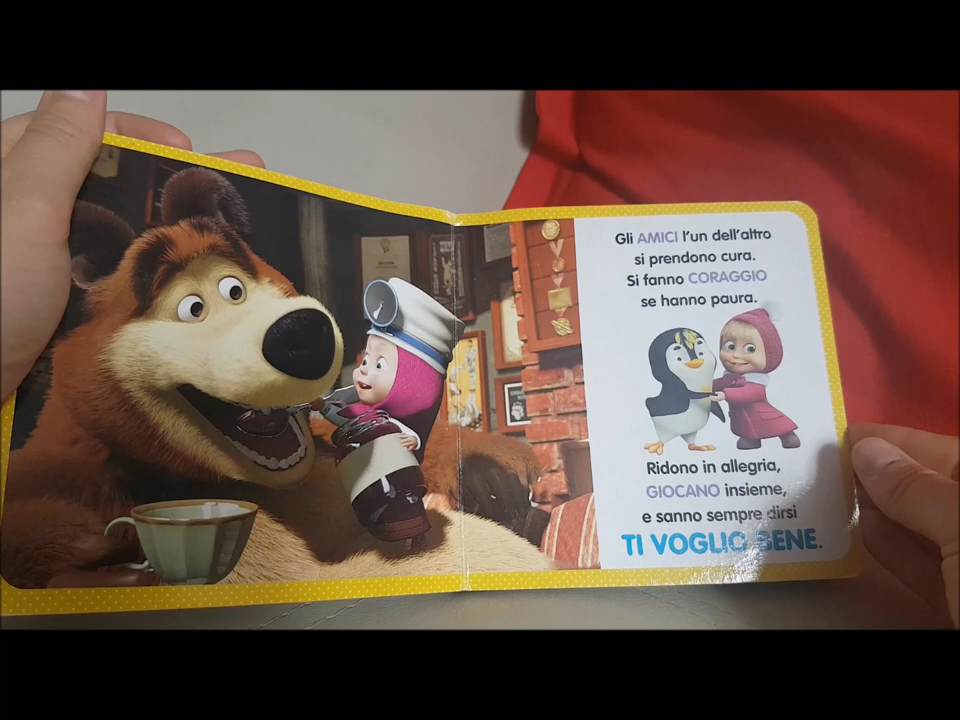 Gli AMICI l'un dell'altro
si prendono cura.
Si fanno CORAGGIO
se hanno paura.
Ridono in allegria,
GIOCANO insieme,
e sanno sempre dirsi
TI VOGLIO BENE.